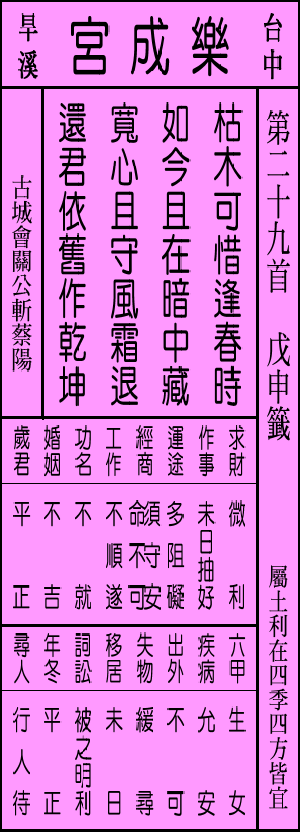 台中
樂成宮
旱溪
第二十九首 戊申籤
屬土利在四季四方皆宜
枯木可惜逢春時
如今且在暗中藏
寬心且守風霜退
還君依舊作乾坤
古城會關公斬蔡陽
求財 微利
作事 未日抽好
運途 多阻礙
經商 須守安命不可
工作 不順遂
功名 不就
婚姻 不吉
歲君 平正
六甲 生女
疾病 允安
出外 不可
失物 緩尋
移居 未日
詞訟 被之明利
年冬 平正
尋人 行人待